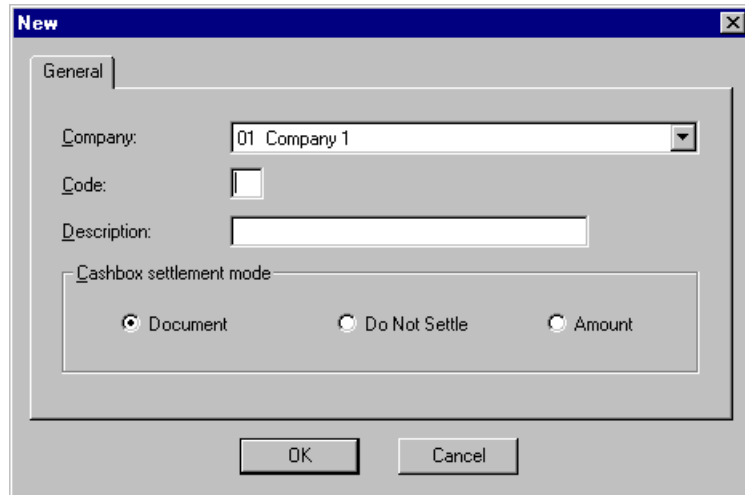 New
General
Company: 01 Company 1
Code:
Description:
Cashbox settlement mode
Document Do Not Settle Amount
OK Cancel